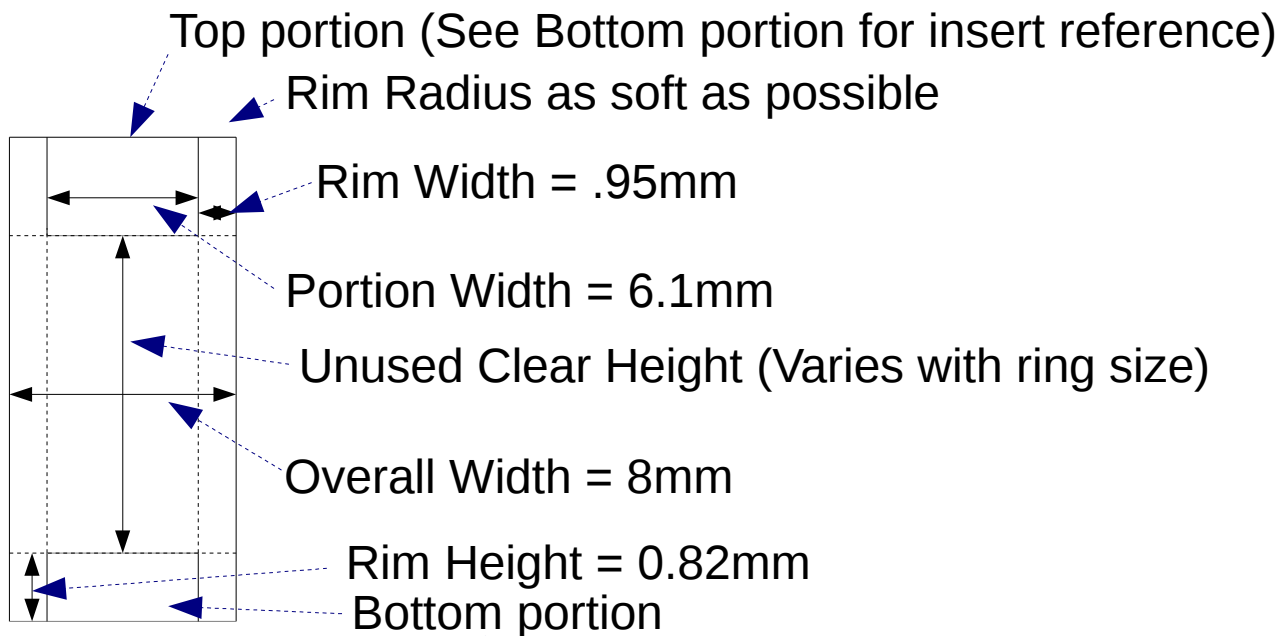 Top portion (See Bottom portion for insert reference)
Rim Radius as soft as possible
Rim Width = .95mm
Portion Width = 6.1mm
Unused Clear Height (Varies with ring size)
Overall Width = 8mm
Rim Height = 0.82mm
Bottom portion